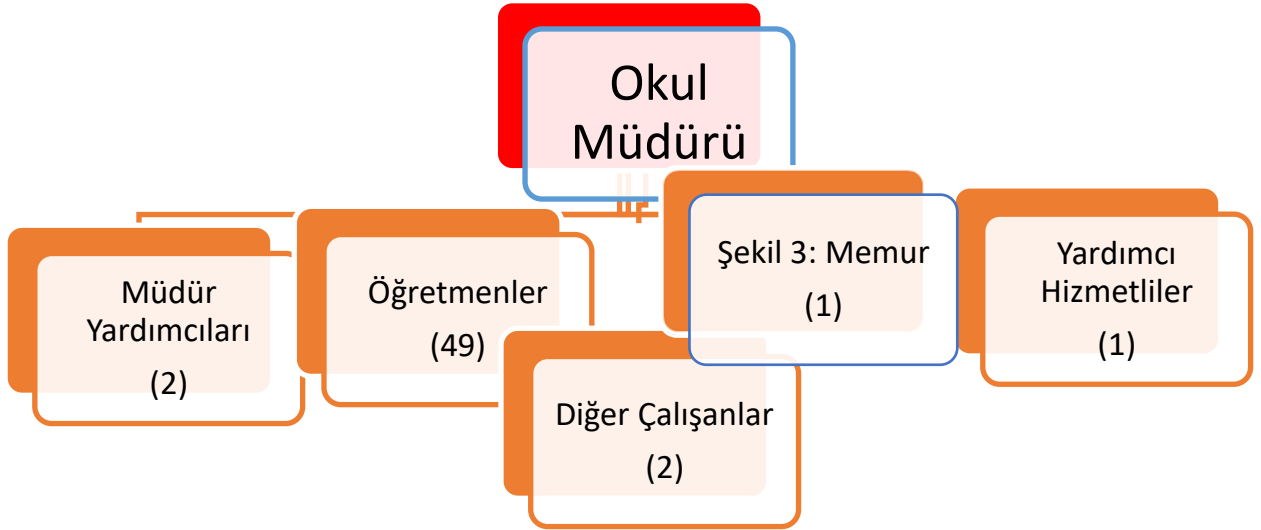 Okul
Müdürü
Müdür
Yardımcıları
(2)
Öğretmenler
(49)
Diğer Çalışanlar
(2)
Şekil 3: Memur
(1)
Yardımcı
Hizmetliler
(1)